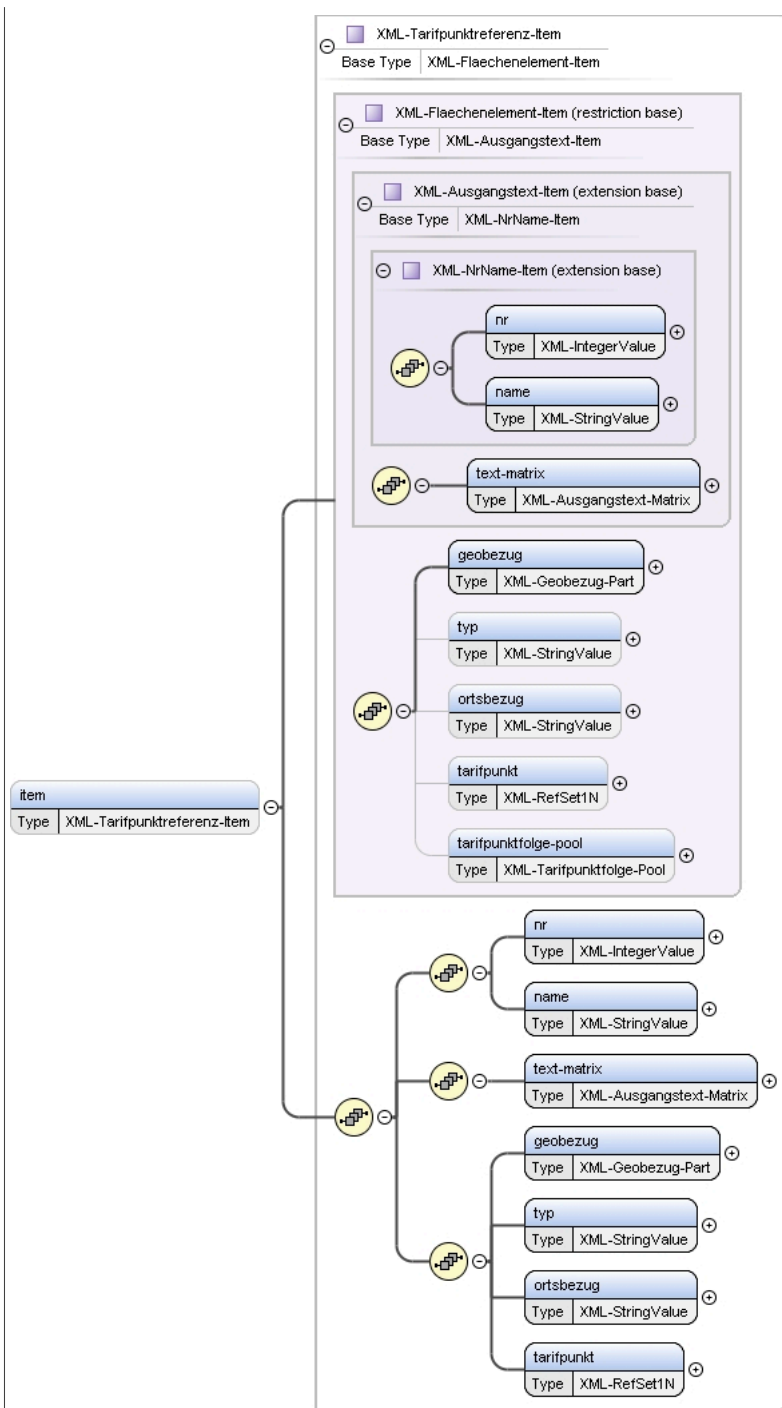 XML-Tarifpunktreferenz-Item
Base Type XML-Flaechenelement-Item
XML-Flaechenelement-Item (restriction base)
Base Type XML-Ausgangstext-Item
XML-Ausgangstext-Item (extension base)
Base Type XML-NrName-Item
XML-NrName-Item (extension base)
nr
Type XML-IntegerValue
name
Type XML-StringValue
text-matrix
Type XML-Ausgangstext-Matrix
geobezug
Type XML-Geobezug-Part
typ
Type XML-StringValue
ortsbezug
Type XML-StringValue
tarifpunkt
Type XML-RefSet1N
tarifpunktfolge-pool
Type XML-Tarifpunktfolge-Pool
item
Type XML-Tarifpunktreferenz-Item
nr
Type XML-IntegerValue
name
Type XML-StringValue
text-matrix
Type XML-Ausgangstext-Matrix
geobezug
Type XML-Geobezug-Part
typ
Type XML-StringValue
ortsbezug
Type XML-StringValue
tarifpunkt
Type XML-RefSet1N